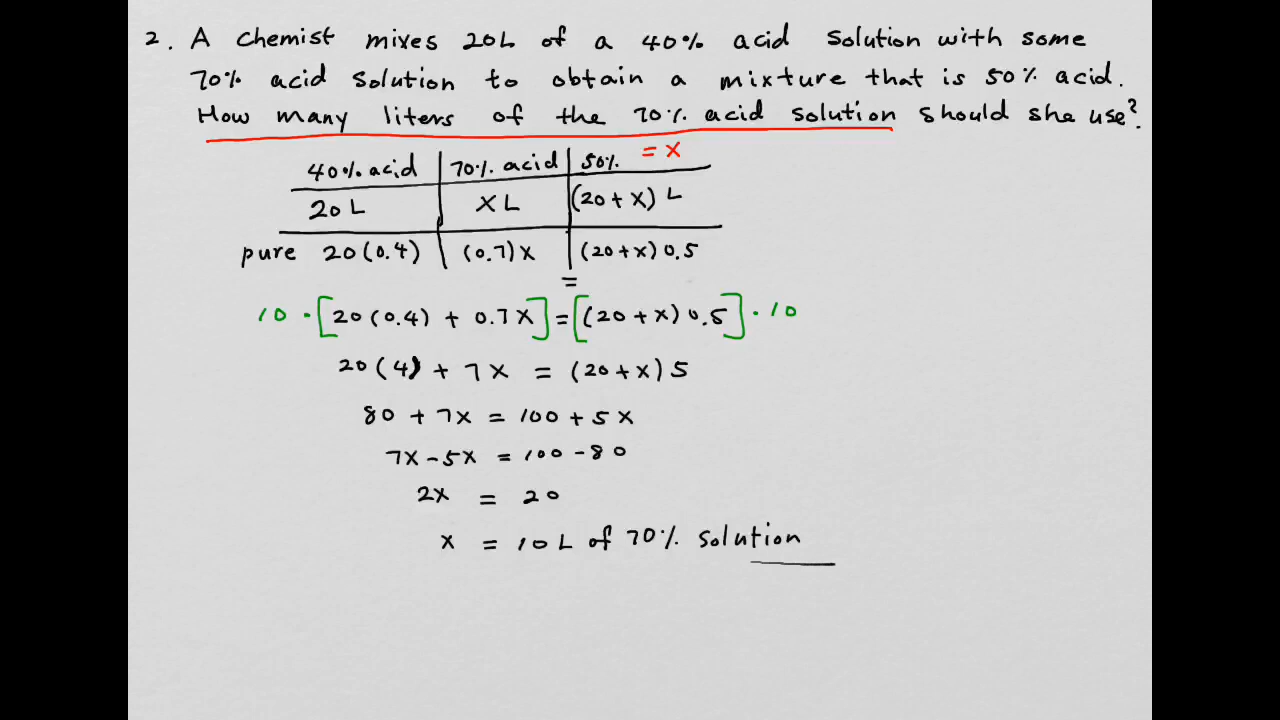 2. A chemist mixes 20L of a 40% acid solution with some
70% acid solution to obtain a mixture that is 50% acid.
How many liters of the 70% acid solution should she use?
= x
40% acid 70% acid 50%
20 L x L (20 + x) L
pure 20(0.4) (0.7)x (20+x) 0.5
=
10 · [20(0.4) + 0.7x] = [(20 + x) 0.5] · 10
20(4) + 7x = (20+x) 5
80 + 7x = 100 + 5x
7x - 5x = 100 - 80
2x = 20
x = 10 L of 70% solution